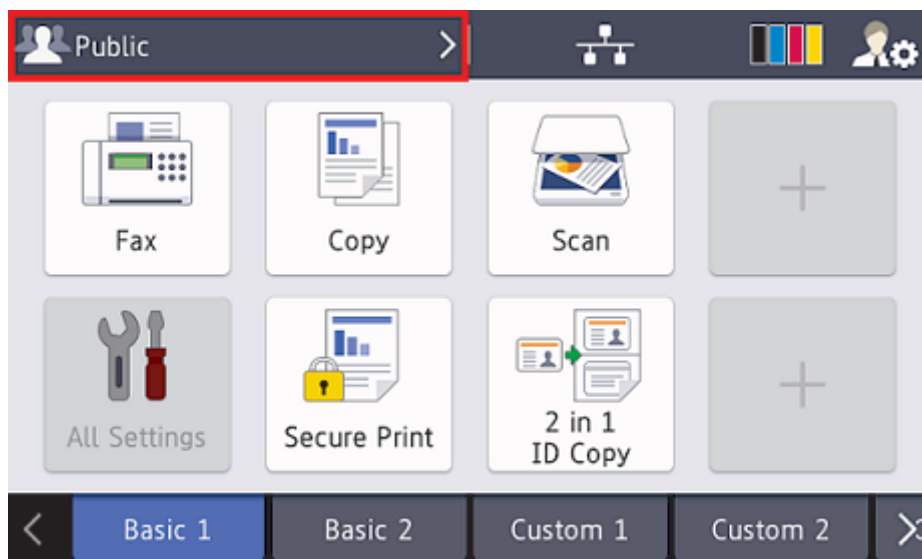 Public
Fax
Copy
Scan
All Settings
Secure Print
2 in 1
ID Copy
Basic 1
Basic 2
Custom 1
Custom 2